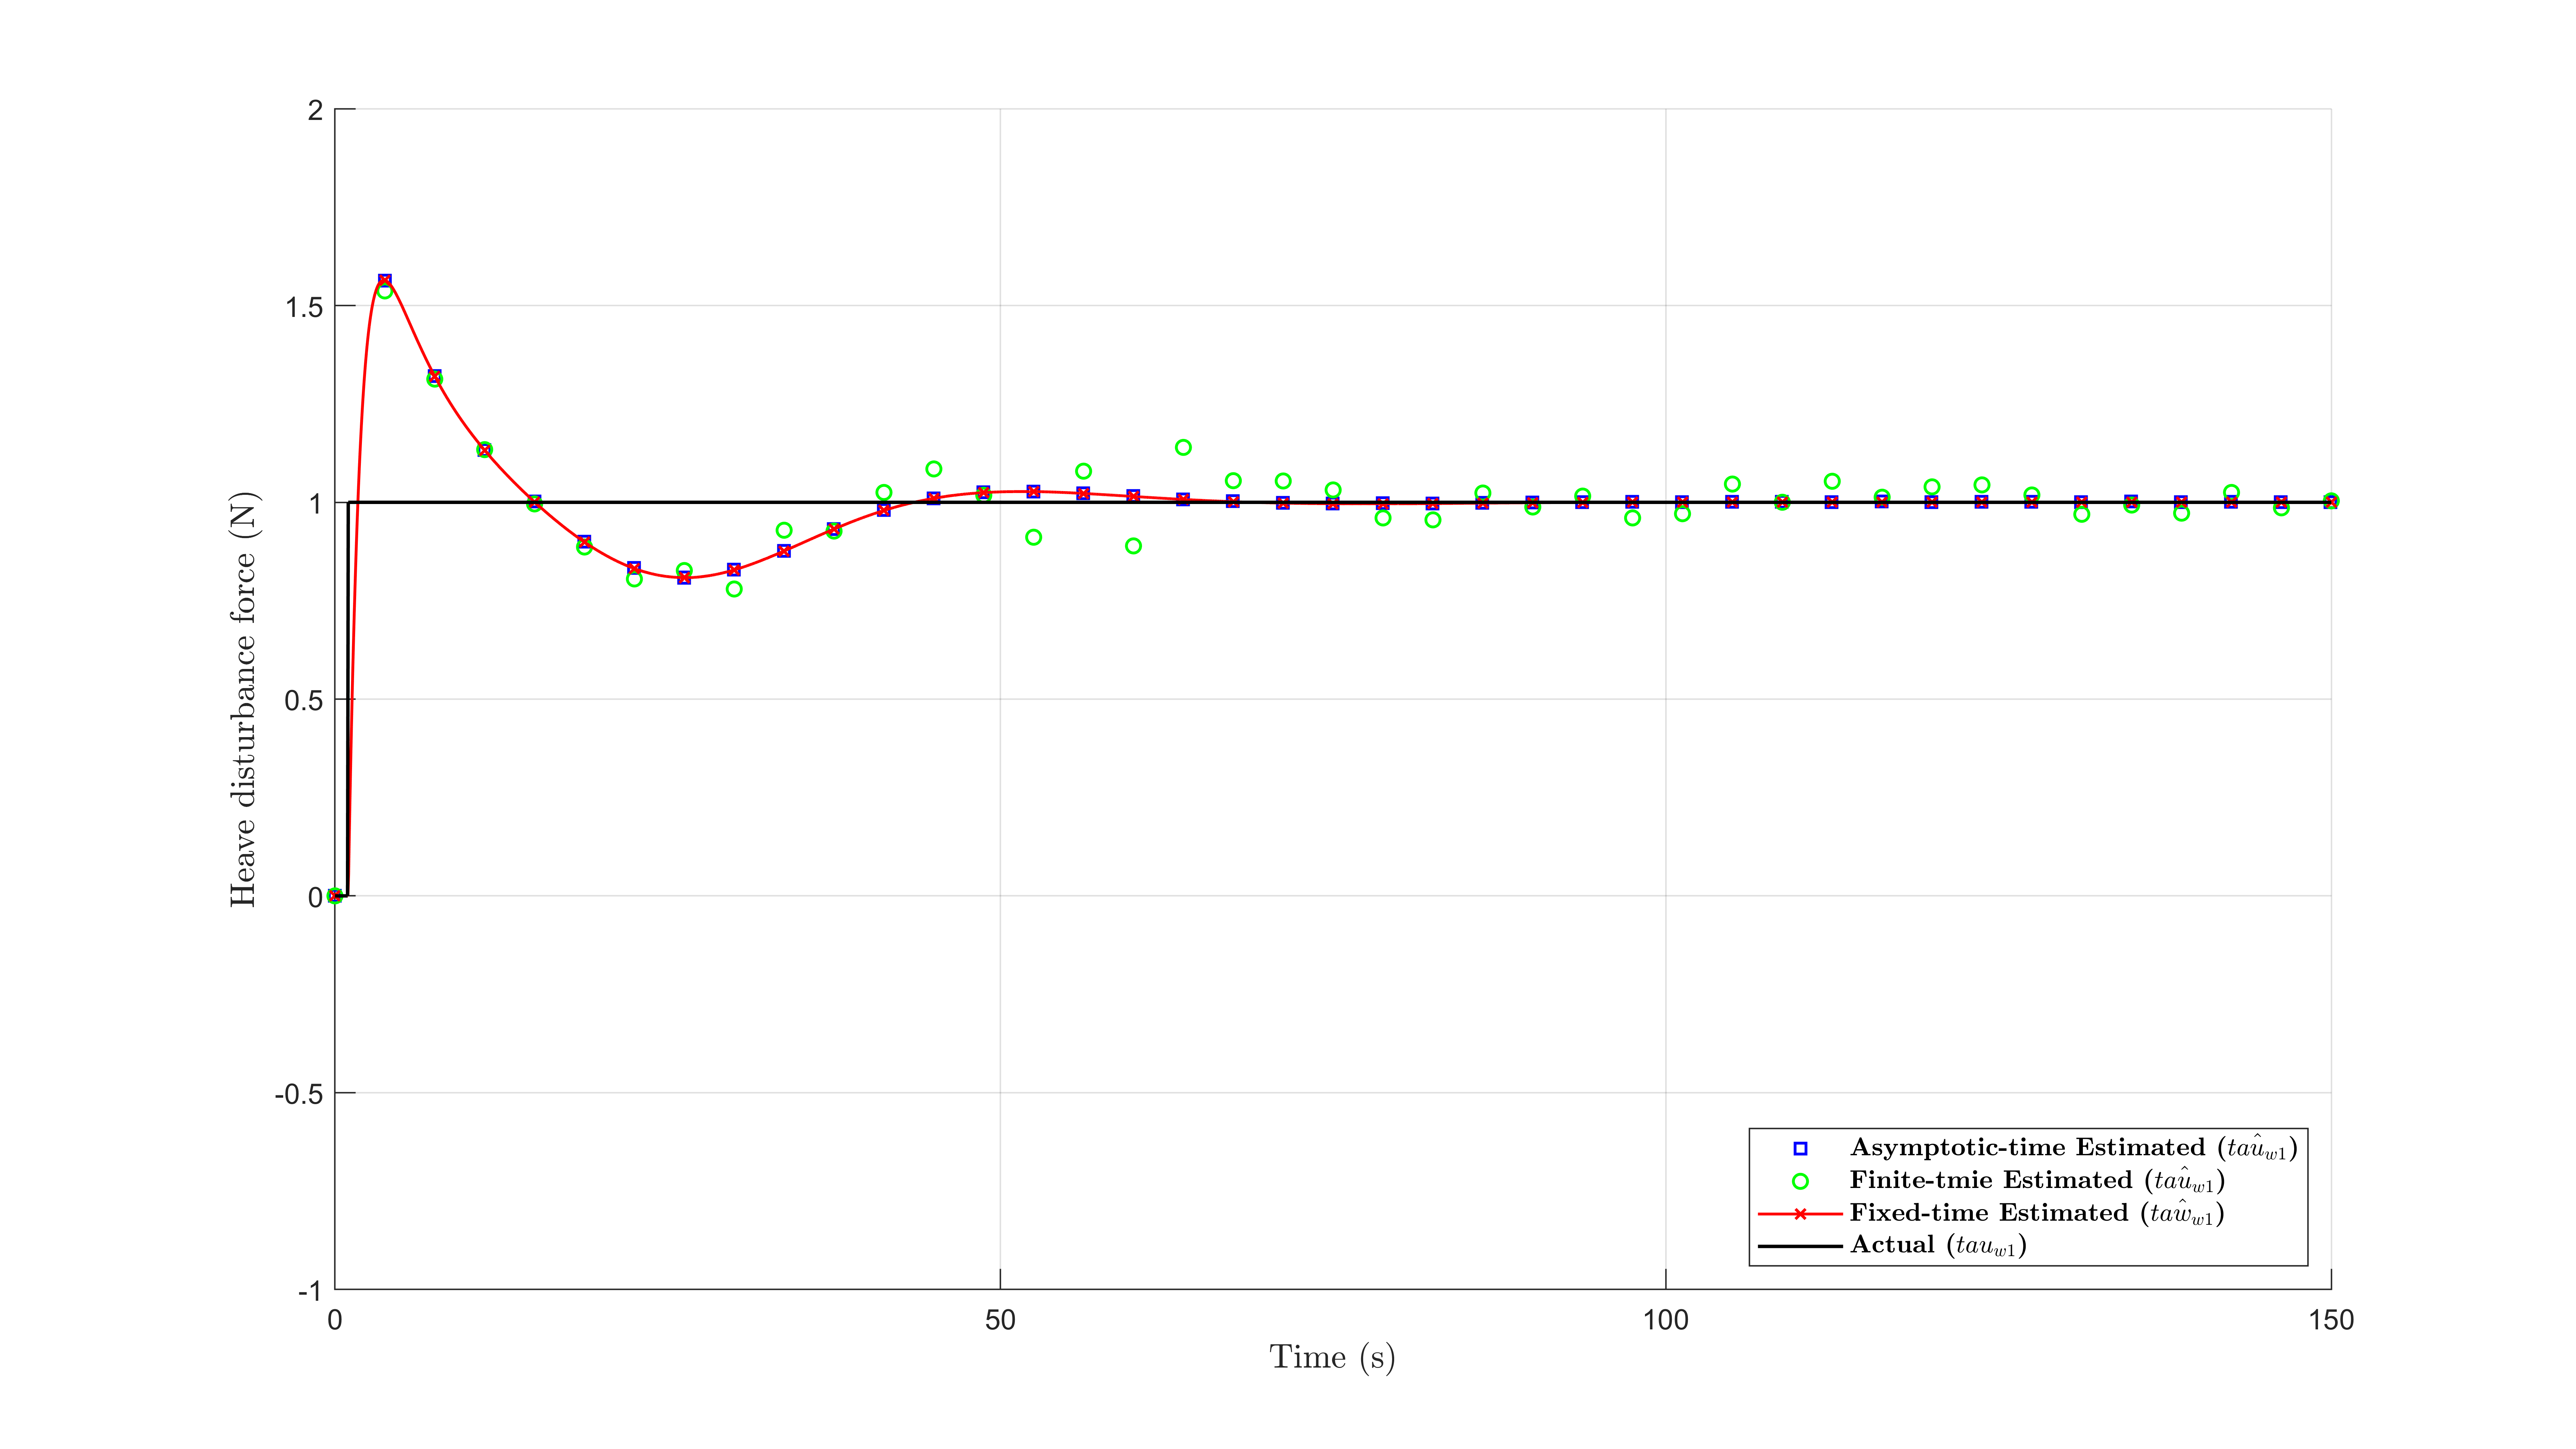 2
1.5
1
0.5
0
-0.5
-1
0 50 100 150
Heave disturbance force (N)
Time (s)
Asymptotic-time Estimated (taû_w1)
Finite-tmie Estimated (taû_w1)
Fixed-time Estimated (taŵ_w1)
Actual (tau_w1)